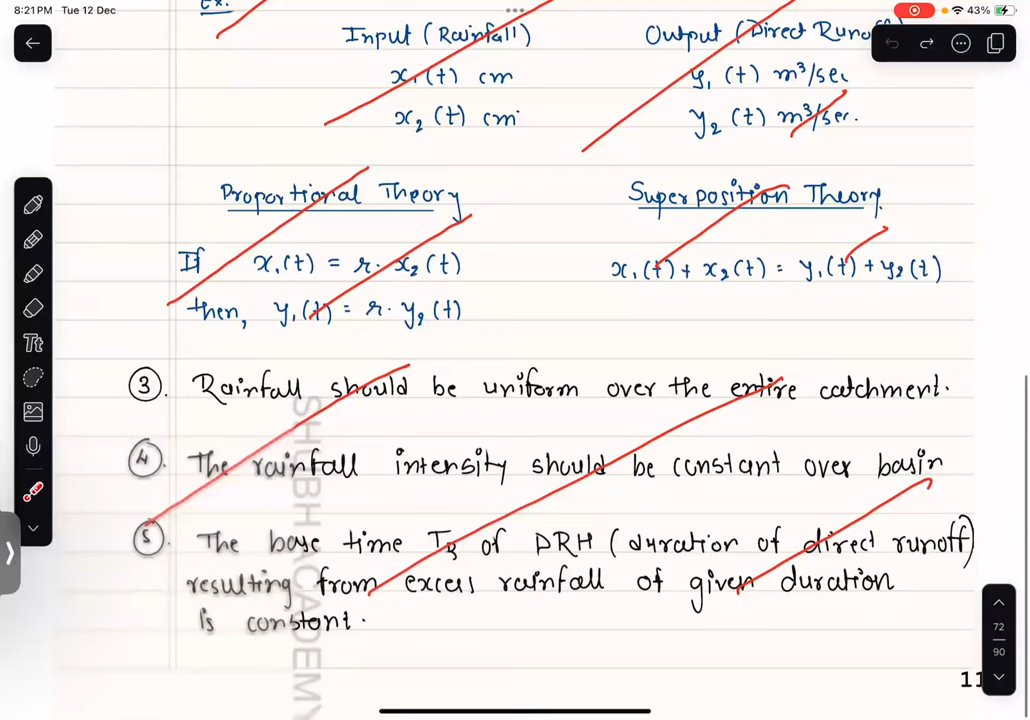 8:21 PM Tue 12 Dec
43%
Ex.
Input (Rainfall) Output (Direct Runoff)
x₁(t) cm y₁ (t) m³/sec
x₂ (t) cm y₂ (t) m³/sec.
Proportional Theory Superposition Theory.
If x₁(t) = r. x₂(t) x₁(t) + x₂(t) = y₁(t) + y₂(t)
then, y₁(t) = r. y₂(t)
③. Rainfall should be uniform over the entire catchment.
④. The rainfall intensity should be constant over basin
⑤. The base time T_B of DRH (duration of direct runoff)
resulting from excess rainfall of given duration
is constant.
SHUBH ACADEMY
Tt
72
90
11